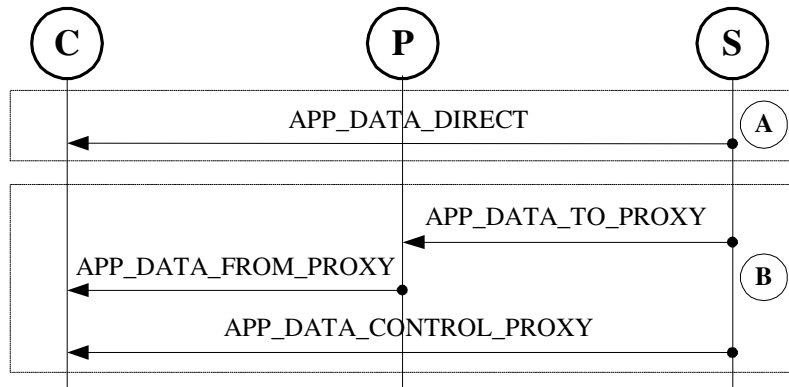 C P S
APP_DATA_DIRECT
A
APP_DATA_TO_PROXY
APP_DATA_FROM_PROXY
B
APP_DATA_CONTROL_PROXY